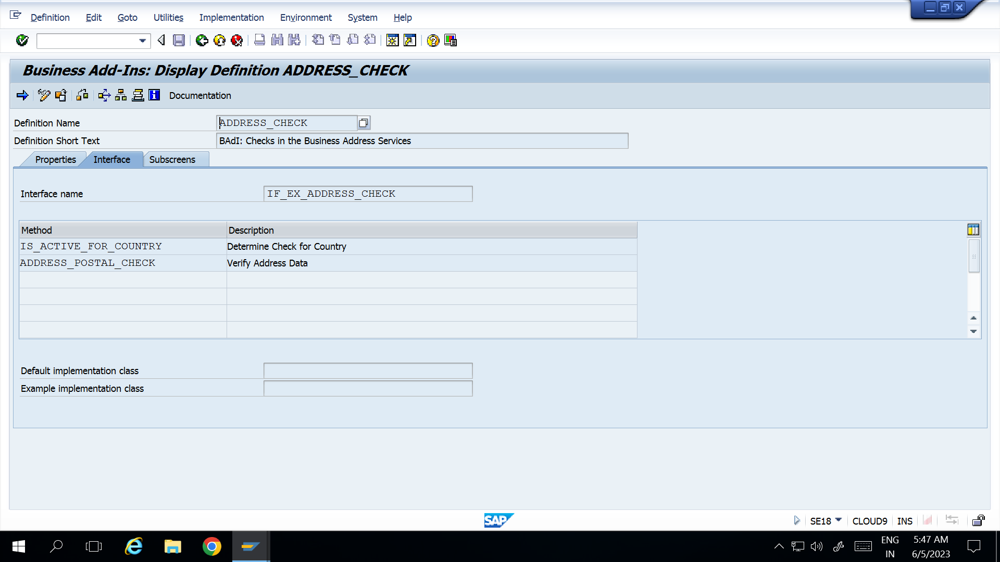 Definition Edit Goto Utilities Implementation Environment System Help
Business Add-Ins: Display Definition ADDRESS_CHECK
Documentation
Definition Name ADDRESS_CHECK
Definition Short Text BAdI: Checks in the Business Address Services
Properties Interface Subscreens
Interface name IF_EX_ADDRESS_CHECK
Method Description
IS_ACTIVE_FOR_COUNTRY Determine Check for Country
ADDRESS_POSTAL_CHECK Verify Address Data
Default implementation class
Example implementation class
SAP SE18 CLOUD9 INS
ENG 5:47 AM
IN 6/5/2023